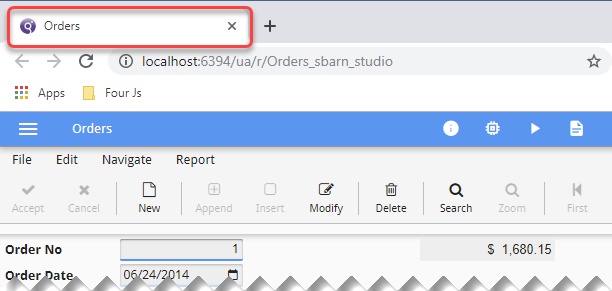 Orders
localhost:6394/ua/r/Orders_sbarn_studio
Apps Four Js
Orders
File Edit Navigate Report
Accept Cancel New Append Insert Modify Delete Search Zoom First
Order No 1 $ 1,680.15
Order Date 06/24/2014